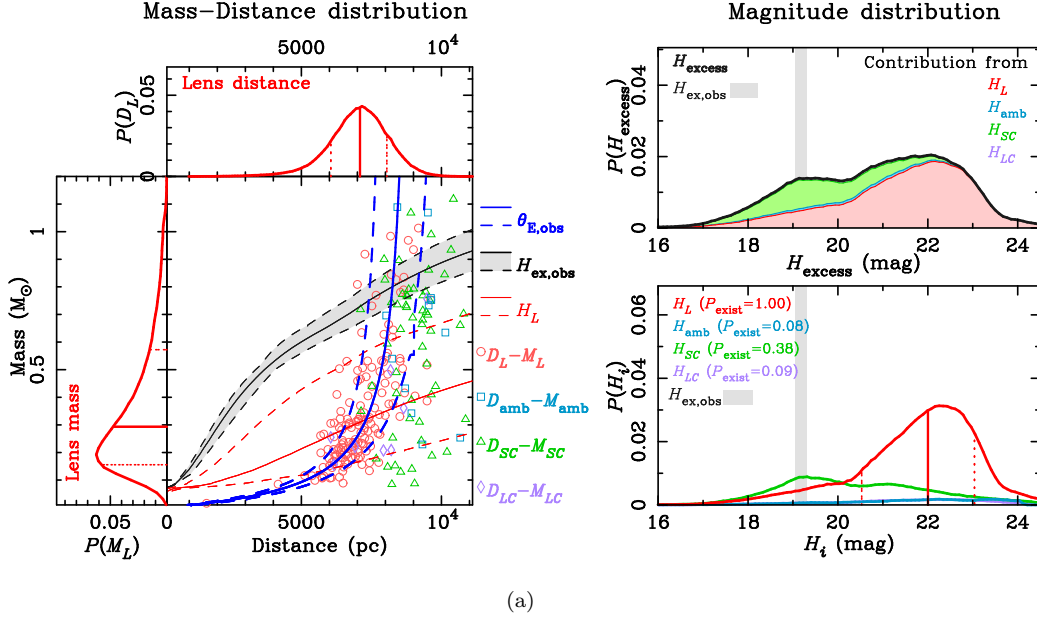 Mass−Distance distribution
5000 10⁴
Lens distance
P(D_L)
0 0.05
Mass (M⊙)
0.5 1
Lens mass
0.05 0
P(M_L)
0 5000 10⁴
Distance (pc)
θ_E,obs
H_ex,obs
H_L
D_L−M_L
D_amb−M_amb
D_SC−M_SC
D_LC−M_LC
Magnitude distribution
H_excess
H_ex,obs
Contribution from
H_L
H_amb
H_SC
H_LC
P(H_excess)
0 0.02 0.04
16 18 20 22 24
H_excess (mag)
H_L (P_exist=1.00)
H_amb (P_exist=0.08)
H_SC (P_exist=0.38)
H_LC (P_exist=0.09)
H_ex,obs
P(H_i)
0 0.02 0.04 0.06
16 18 20 22 24
H_i (mag)
(a)